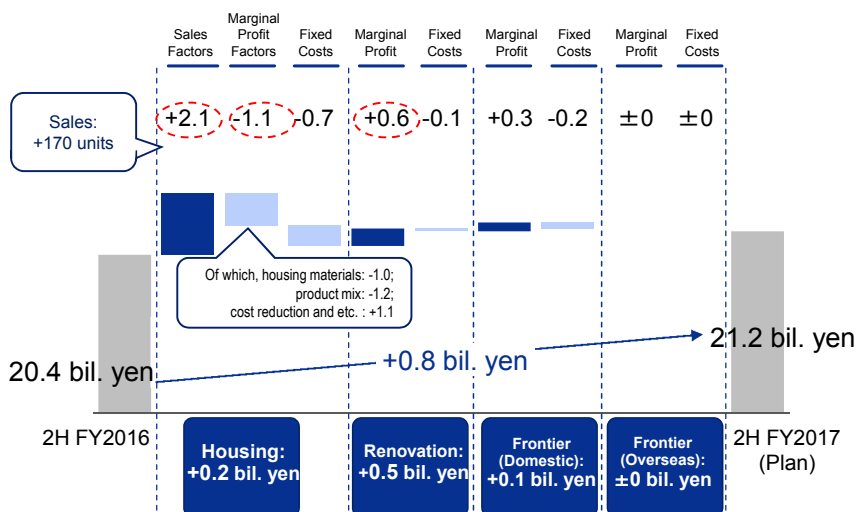 Sales
Factors
Marginal
Profit
Factors
Fixed
Costs
Marginal
Profit
Fixed
Costs
Marginal
Profit
Fixed
Costs
Marginal
Profit
Fixed
Costs
Sales:
+170 units
+2.1
-1.1
-0.7
+0.6
-0.1
+0.3
-0.2
±0
±0
Of which, housing materials: -1.0;
product mix: -1.2;
cost reduction and etc. : +1.1
20.4 bil. yen
+0.8 bil. yen
21.2 bil. yen
2H FY2016
Housing:
+0.2 bil. yen
Renovation:
+0.5 bil. yen
Frontier
(Domestic):
+0.1 bil. yen
Frontier
(Overseas):
±0 bil. yen
2H FY2017
(Plan)